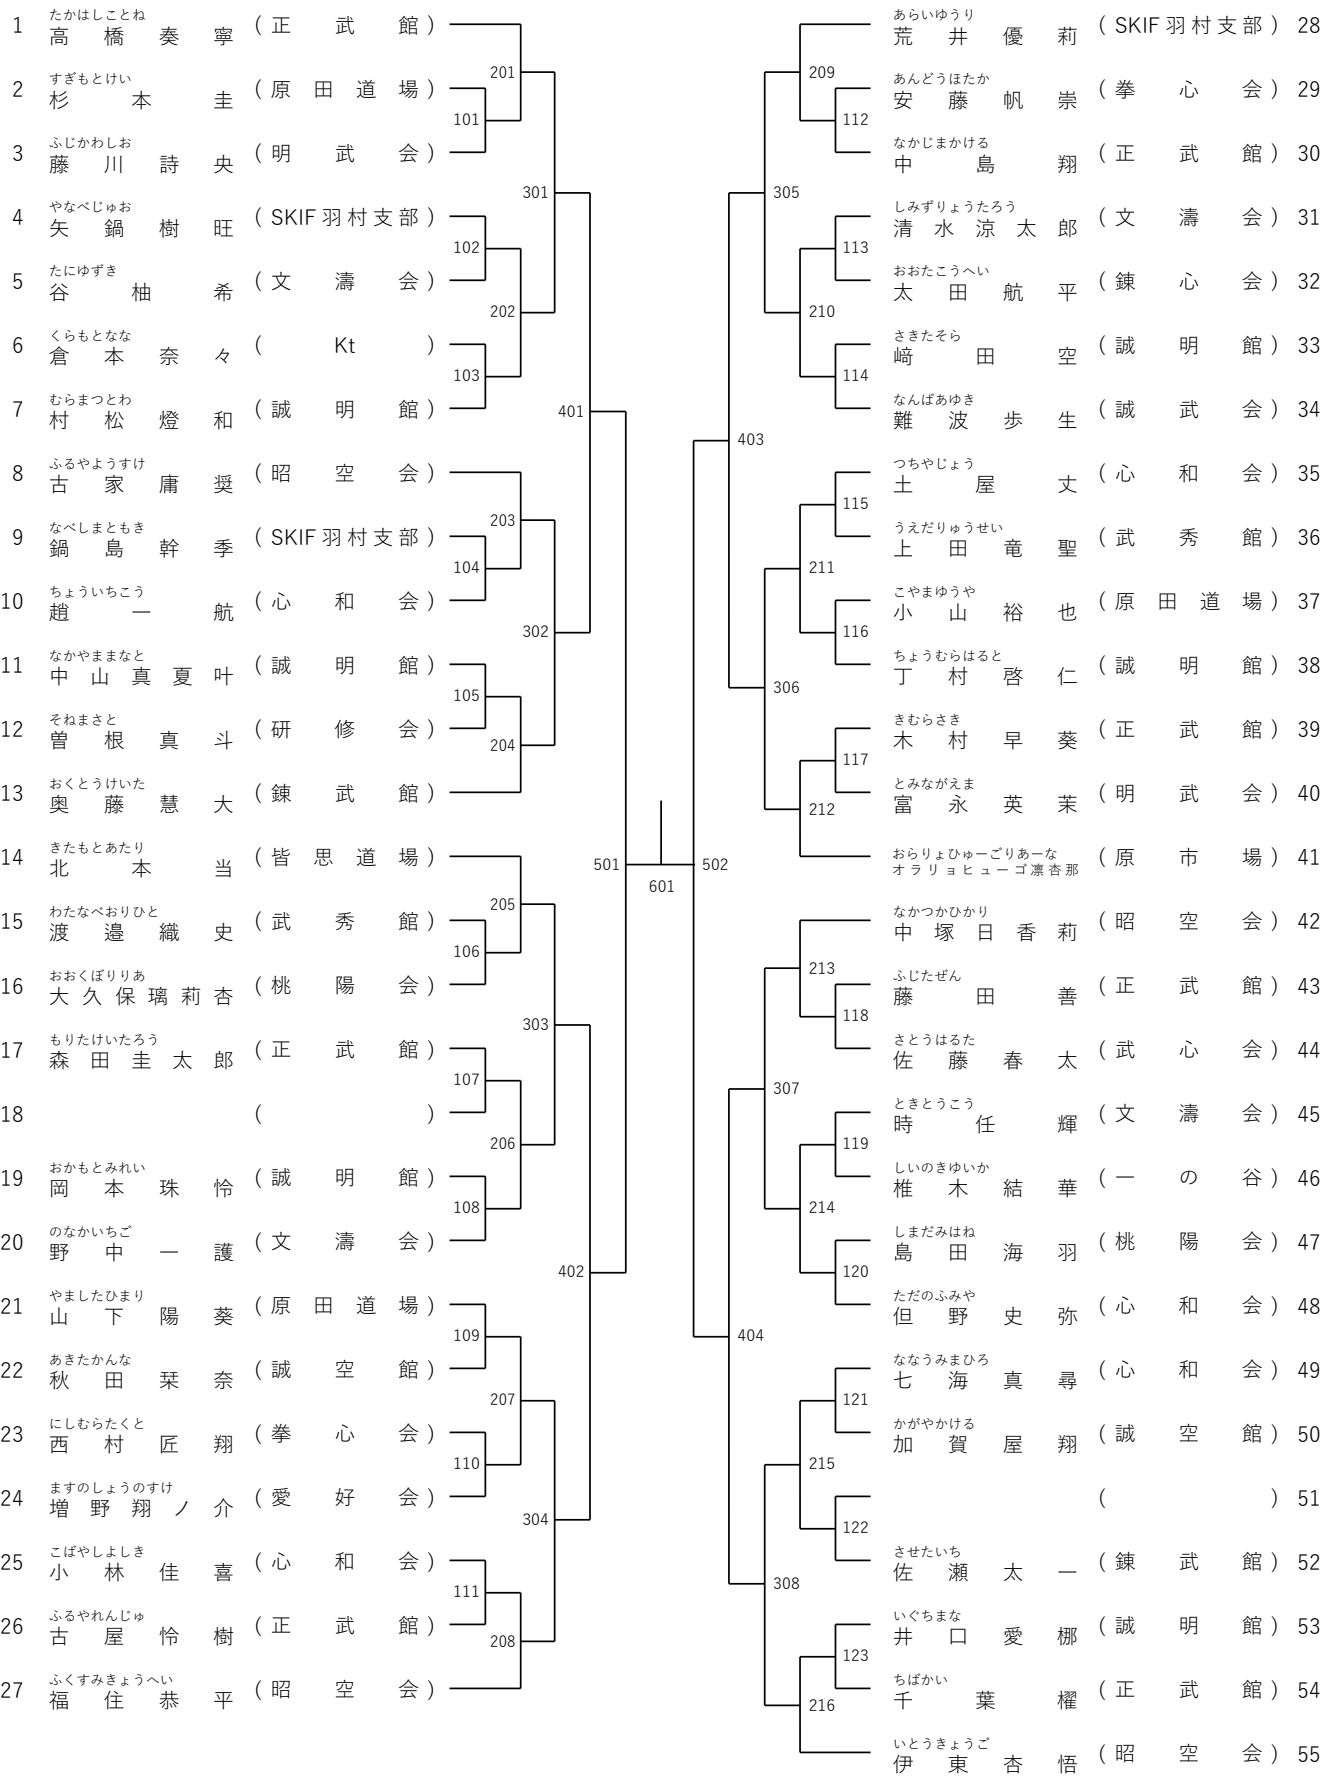 たかはしことね
1 高橋奏寧 (正武館)
すぎもとけい
2 杉本圭 (原田道場)
ふじかわしお
3 藤川詩央 (明武会)
やなべじゅお
4 矢鍋樹旺 (SKIF羽村支部)
たにゆずき
5 谷柚希 (文濤会)
くらもとなな
6 倉本奈々 (Kt)
むらまつとわ
7 村松燈和 (誠明館)
ふるやようすけ
8 古家庸奨 (昭空会)
なべしまともき
9 鍋島幹季 (SKIF羽村支部)
ちょういちこう
10 趙一航 (心和会)
なかやままなと
11 中山真夏叶 (誠明館)
そねまさと
12 曽根真斗 (研修会)
おくとうけいた
13 奥藤慧大 (錬武館)
きたもとあたり
14 北本当 (皆思道場)
わたなべおりひと
15 渡邉織史 (武秀館)
おおくぼりりあ
16 大久保璃莉杏 (桃陽会)
もりたけいたろう
17 森田圭太郎 (正武館)
18 ( )
おかもとみれい
19 岡本珠怜 (誠明館)
のなかいちご
20 野中一護 (文濤会)
やましたひまり
21 山下陽葵 (原田道場)
あきたかんな
22 秋田栞奈 (誠空館)
にしむらたくと
23 西村匠翔 (拳心会)
ますのしょうのすけ
24 増野翔ノ介 (愛好会)
こばやしよしき
25 小林佳喜 (心和会)
ふるやれんじゅ
26 古屋怜樹 (正武館)
ふくすみきょうへい
27 福住恭平 (昭空会)
201
101
301
102
202
103
401
203
104
302
105
204
501
205
106
303
107
206
108
402
109
207
110
304
111
208
601
502
209
112
305
113
210
114
403
115
211
116
306
117
212
213
118
307
119
214
120
404
121
215
122
308
123
216
あらいゆうり
荒井優莉 (SKIF羽村支部) 28
あんどうほたか
安藤帆崇 (拳心会) 29
なかじまかける
中島翔 (正武館) 30
しみずりょうたろう
清水涼太郎 (文濤会) 31
おおたこうへい
太田航平 (錬心会) 32
さきたそら
﨑田空 (誠明館) 33
なんばあゆき
難波歩生 (誠武会) 34
つちやじょう
土屋丈 (心和会) 35
うえだりゅうせい
上田竜聖 (武秀館) 36
こやまゆうや
小山裕也 (原田道場) 37
ちょうむらはると
丁村啓仁 (誠明館) 38
きむらさき
木村早葵 (正武館) 39
とみながえま
富永英茉 (明武会) 40
おらりょひゅーごりあーな
オラリョヒューゴ凛杏那 (原市場) 41
なかつかひかり
中塚日香莉 (昭空会) 42
ふじたぜん
藤田善 (正武館) 43
さとうはるた
佐藤春太 (武心会) 44
ときとうこう
時任輝 (文濤会) 45
しいのきゆいか
椎木結華 (一の谷) 46
しまだみはね
島田海羽 (桃陽会) 47
ただのふみや
但野史弥 (心和会) 48
ななうみまひろ
七海真尋 (心和会) 49
かがやかける
加賀屋翔 (誠空館) 50
( ) 51
させたいち
佐瀬太一 (錬武館) 52
いぐちまな
井口愛梛 (誠明館) 53
ちばかい
千葉櫂 (正武館) 54
いとうきょうご
伊東杏悟 (昭空会) 55